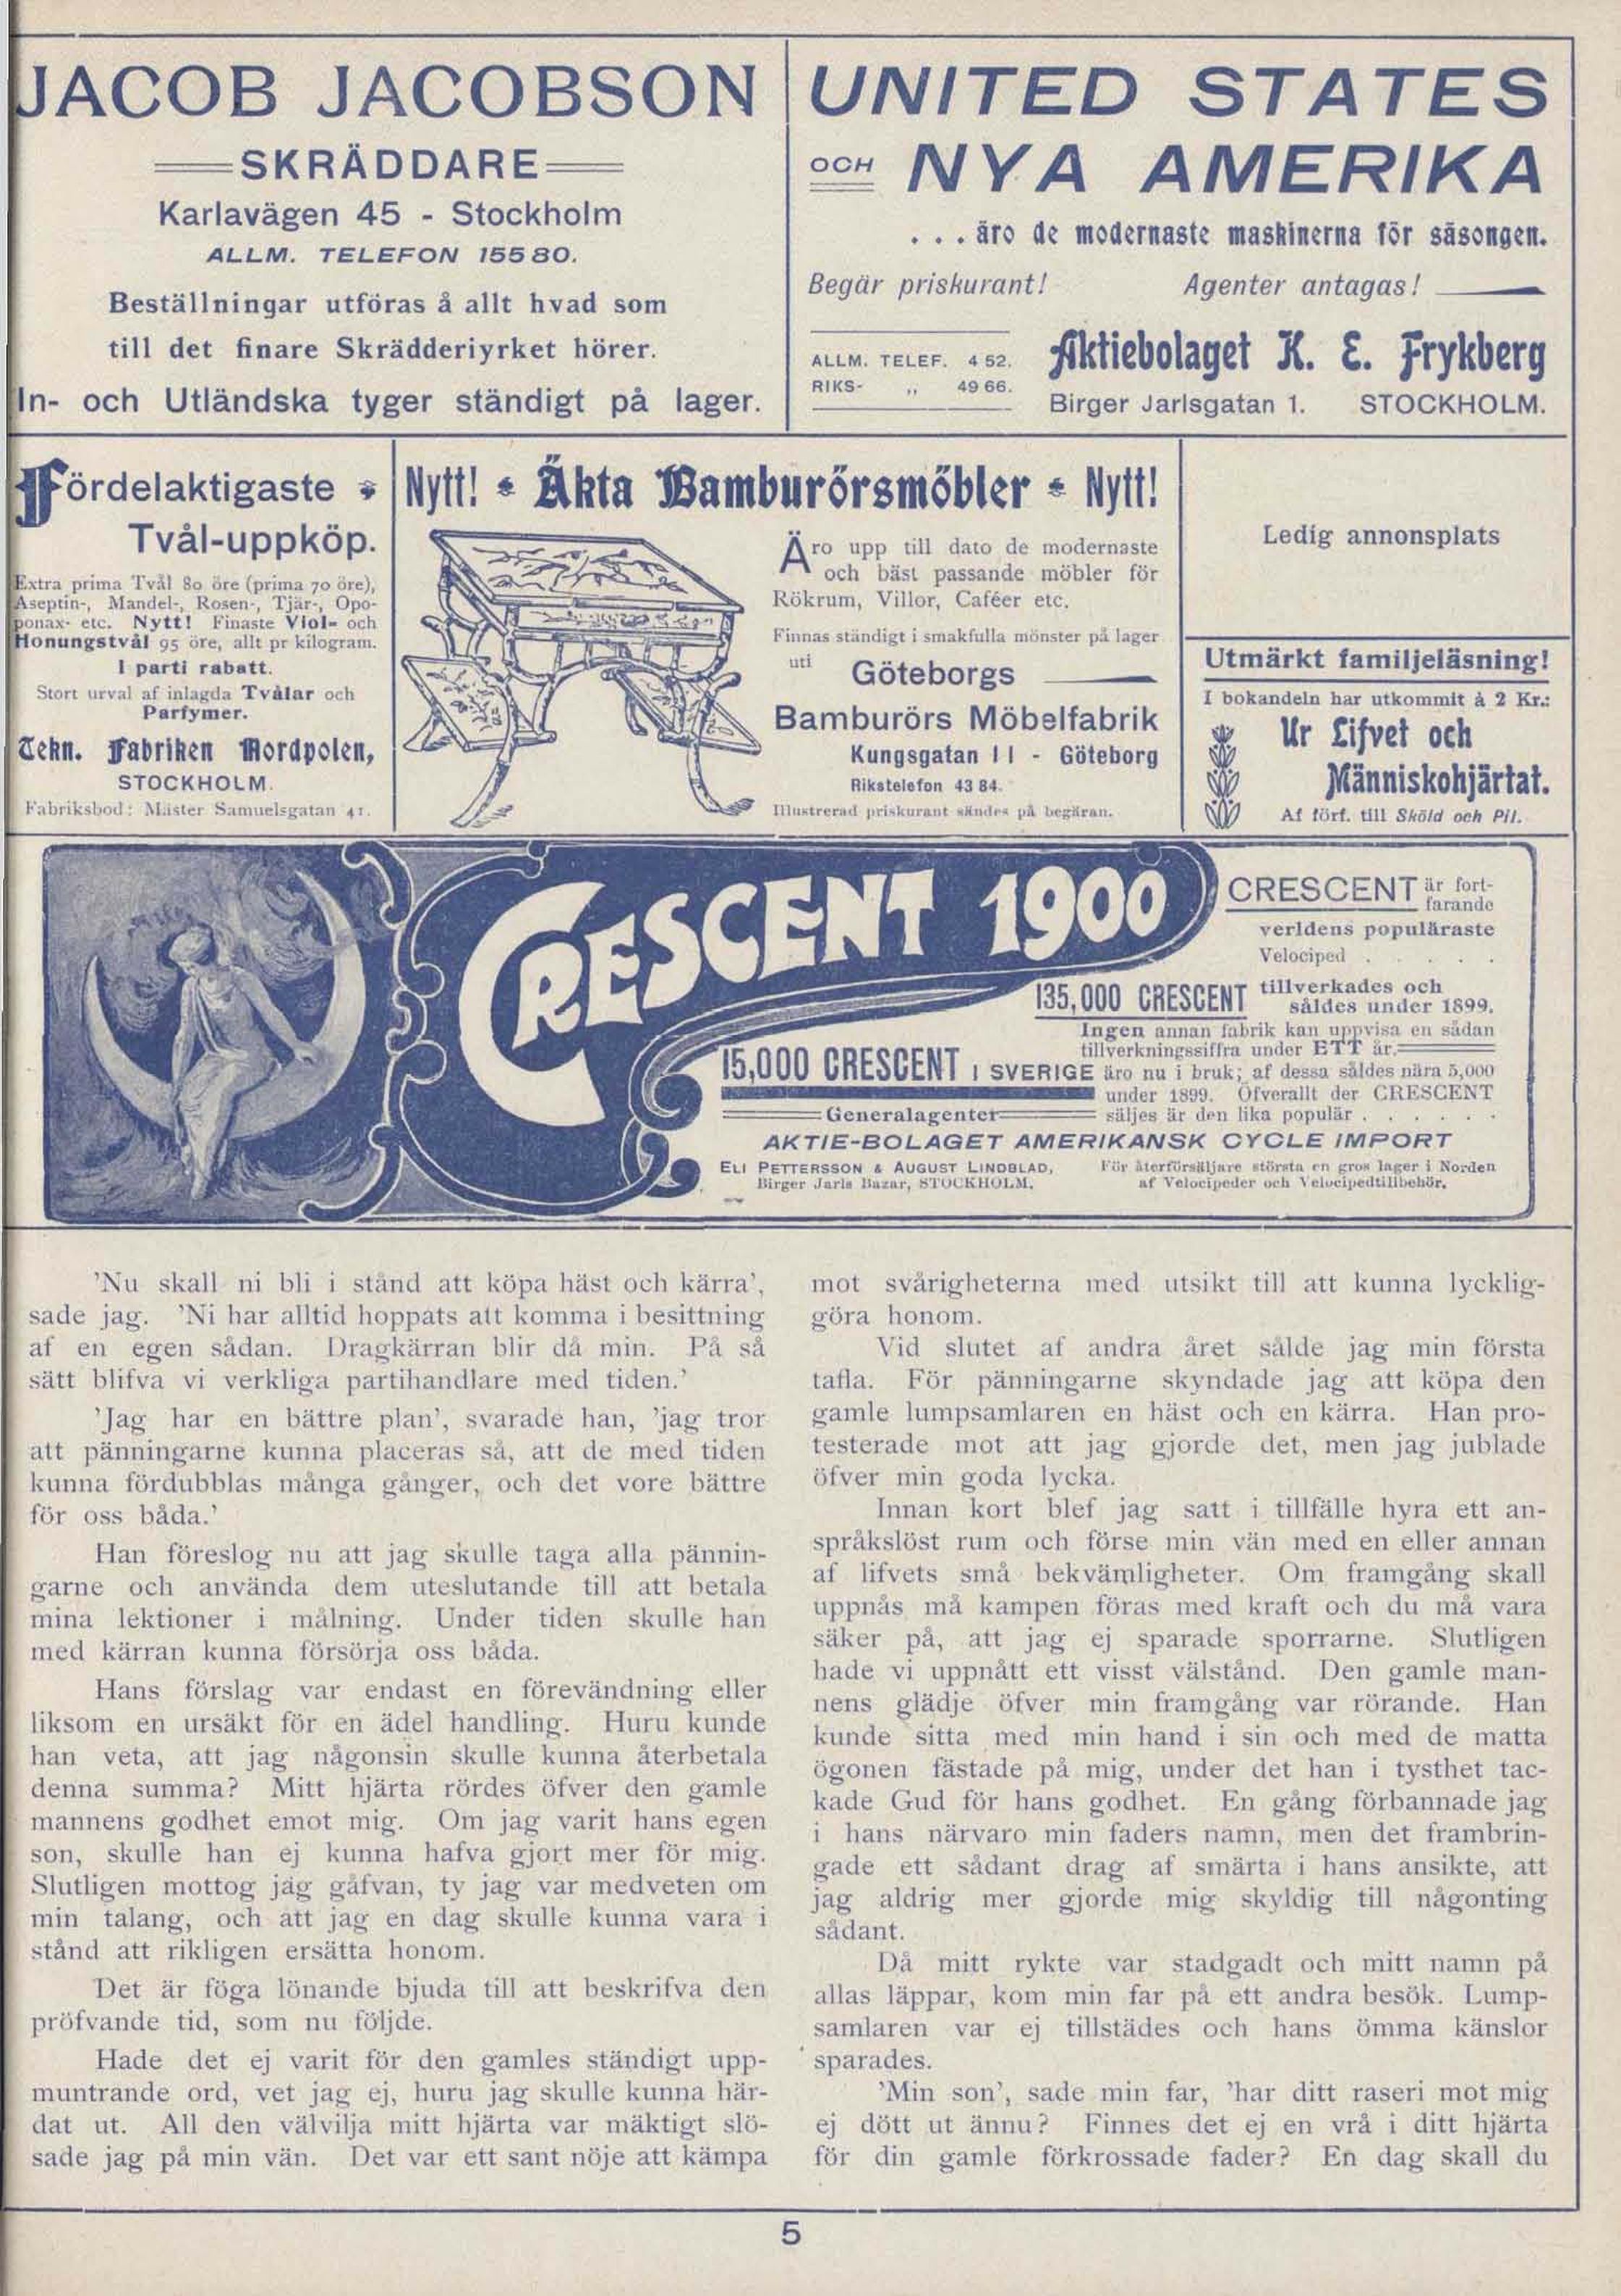 JACOB JACOBSON
SKRÄDDARE
Karlavägen 45 - Stockholm
ALLM. TELEFON 155 80.
Beställningar utföras å allt hvad som
till det finare Skrädderiyrket hörer.
In- och Utländska tyger ständigt på lager.
UNITED STATES
OCH NYA AMERIKA
. . . äro de modernaste maskinerna för säsongen.
Begär priskurant! Agenter antagas!
ALLM. TELEF. 4 52.
RIKS- „ 49 66.
Aktiebolaget K. E. Frykberg
Birger Jarlsgatan 1. STOCKHOLM.
Fördelaktigaste
Tvål-uppköp.
Extra prima Tvål 80 öre (prima 70 öre),
Aseptin-, Mandel-, Rosen-, Tjär-, Opo-
ponax- etc. Nytt! Finaste Viol- och
Honungstvål 95 öre, allt pr kilogram.
I parti rabatt.
Stort urval af inlagda Tvålar och
Parfymer.
Tekn. Fabriken Nordpolen,
STOCKHOLM.
Fabriksbod: Mäster Samuelsgatan 41.
Nytt! Äkta Bamburörsmöbler Nytt!
Äro upp till dato de modernaste
och bäst passande möbler för
Rökrum, Villor, Caféer etc.
Finnas ständigt i smakfulla mönster på lager
uti Göteborgs
Bamburörs Möbelfabrik
Kungsgatan 11 - Göteborg
Rikstelefon 43 84.
Illustrerad priskurant sändes på begäran.
Ledig annonsplats
Utmärkt familjeläsning!
I bokandeln har utkommit à 2 Kr.:
Ur Lifvet och
Människohjärtat.
Af förf. till Sköld och Pil.
CRESCENT 1900
CRESCENT är fort-
farande
verldens populäraste
Velociped . . . . .
135,000 CRESCENT tillverkades och
såldes under 1899.
Ingen annan fabrik kan uppvisa en sådan
tillverkningssiffra under ETT år.
15,000 CRESCENT I SVERIGE äro nu i bruk; af dessa såldes nära 5,000
under 1899. Öfverallt der CRESCENT
Generalagenter säljes är den lika populär . . . . . .
AKTIE-BOLAGET AMERIKANSK CYCLE IMPORT
ELI PETTERSSON & AUGUST LINDBLAD,
Birger Jarls Bazar, STOCKHOLM.
För återförsäljare största en gros lager i Norden
af Velocipeder och Velocipedtillbehör.
'Nu skall ni bli i stånd att köpa häst och kärra',
sade jag. 'Ni har alltid hoppats att komma i besittning
af en egen sådan. Dragkärran blir då min. På så
sätt blifva vi verkliga partihandlare med tiden.'
'Jag har en bättre plan', svarade han, 'jag tror
att pänningarne kunna placeras så, att de med tiden
kunna fördubblas många gånger, och det vore bättre
för oss båda.'
Han föreslog nu att jag skulle taga alla pännin-
garne och använda dem uteslutande till att betala
mina lektioner i målning. Under tiden skulle han
med kärran kunna försörja oss båda.
Hans förslag var endast en förevändning eller
liksom en ursäkt för en ädel handling. Huru kunde
han veta, att jag någonsin skulle kunna återbetala
denna summa? Mitt hjärta rördes öfver den gamle
mannens godhet emot mig. Om jag varit hans egen
son, skulle han ej kunna hafva gjort mer för mig.
Slutligen mottog jag gåfvan, ty jag var medveten om
min talang, och att jag en dag skulle kunna vara i
stånd att rikligen ersätta honom.
Det är föga lönande bjuda till att beskrifva den
pröfvande tid, som nu följde.
Hade det ej varit för den gamles ständigt upp-
muntrande ord, vet jag ej, huru jag skulle kunna här-
dat ut. All den välvilja mitt hjärta var mäktigt slö-
sade jag på min vän. Det var ett sant nöje att kämpa
mot svårigheterna med utsikt till att kunna lycklig-
göra honom.
Vid slutet af andra året sålde jag min första
tafla. För pänningarne skyndade jag att köpa den
gamle lumpsamlaren en häst och en kärra. Han pro-
testerade mot att jag gjorde det, men jag jublade
öfver min goda lycka.
Innan kort blef jag satt i tillfälle hyra ett an-
språkslöst rum och förse min vän med en eller annan
af lifvets små bekvämligheter. Om framgång skall
uppnås må kampen föras med kraft och du må vara
säker på, att jag ej sparade sporrarne. Slutligen
hade vi uppnått ett visst välstånd. Den gamle man-
nens glädje öfver min framgång var rörande. Han
kunde sitta med min hand i sin och med de matta
ögonen fästade på mig, under det han i tysthet tac-
kade Gud för hans godhet. En gång förbannade jag
i hans närvaro min faders namn, men det frambrin-
gade ett sådant drag af smärta i hans ansikte, att
jag aldrig mer gjorde mig skyldig till någonting
sådant.
Då mitt rykte var stadgadt och mitt namn på
allas läppar, kom min far på ett andra besök. Lump-
samlaren var ej tillstädes och hans ömma känslor
sparades.
'Min son', sade min far, 'har ditt raseri mot mig
ej dött ut ännu? Finnes det ej en vrå i ditt hjärta
för din gamle förkrossade fader? En dag skall du
5